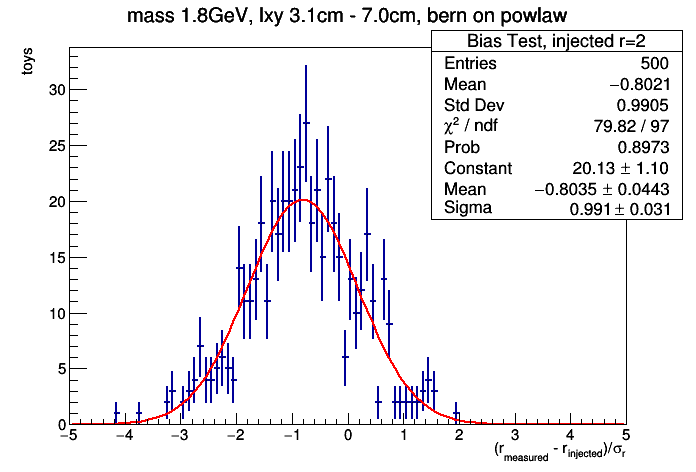 mass 1.8GeV, lxy 3.1cm - 7.0cm, bern on powlaw
Bias Test, injected r=2
Entries 500
Mean −0.8021
Std Dev 0.9905
χ² / ndf 79.82 / 97
Prob 0.8973
Constant 20.13 ± 1.10
Mean −0.8035 ± 0.0443
Sigma 0.991 ± 0.031
toys
30
25
20
15
10
5
0
−5 −4 −3 −2 −1 0 1 2 3 4 5
(r_measured - r_injected)/σ_r